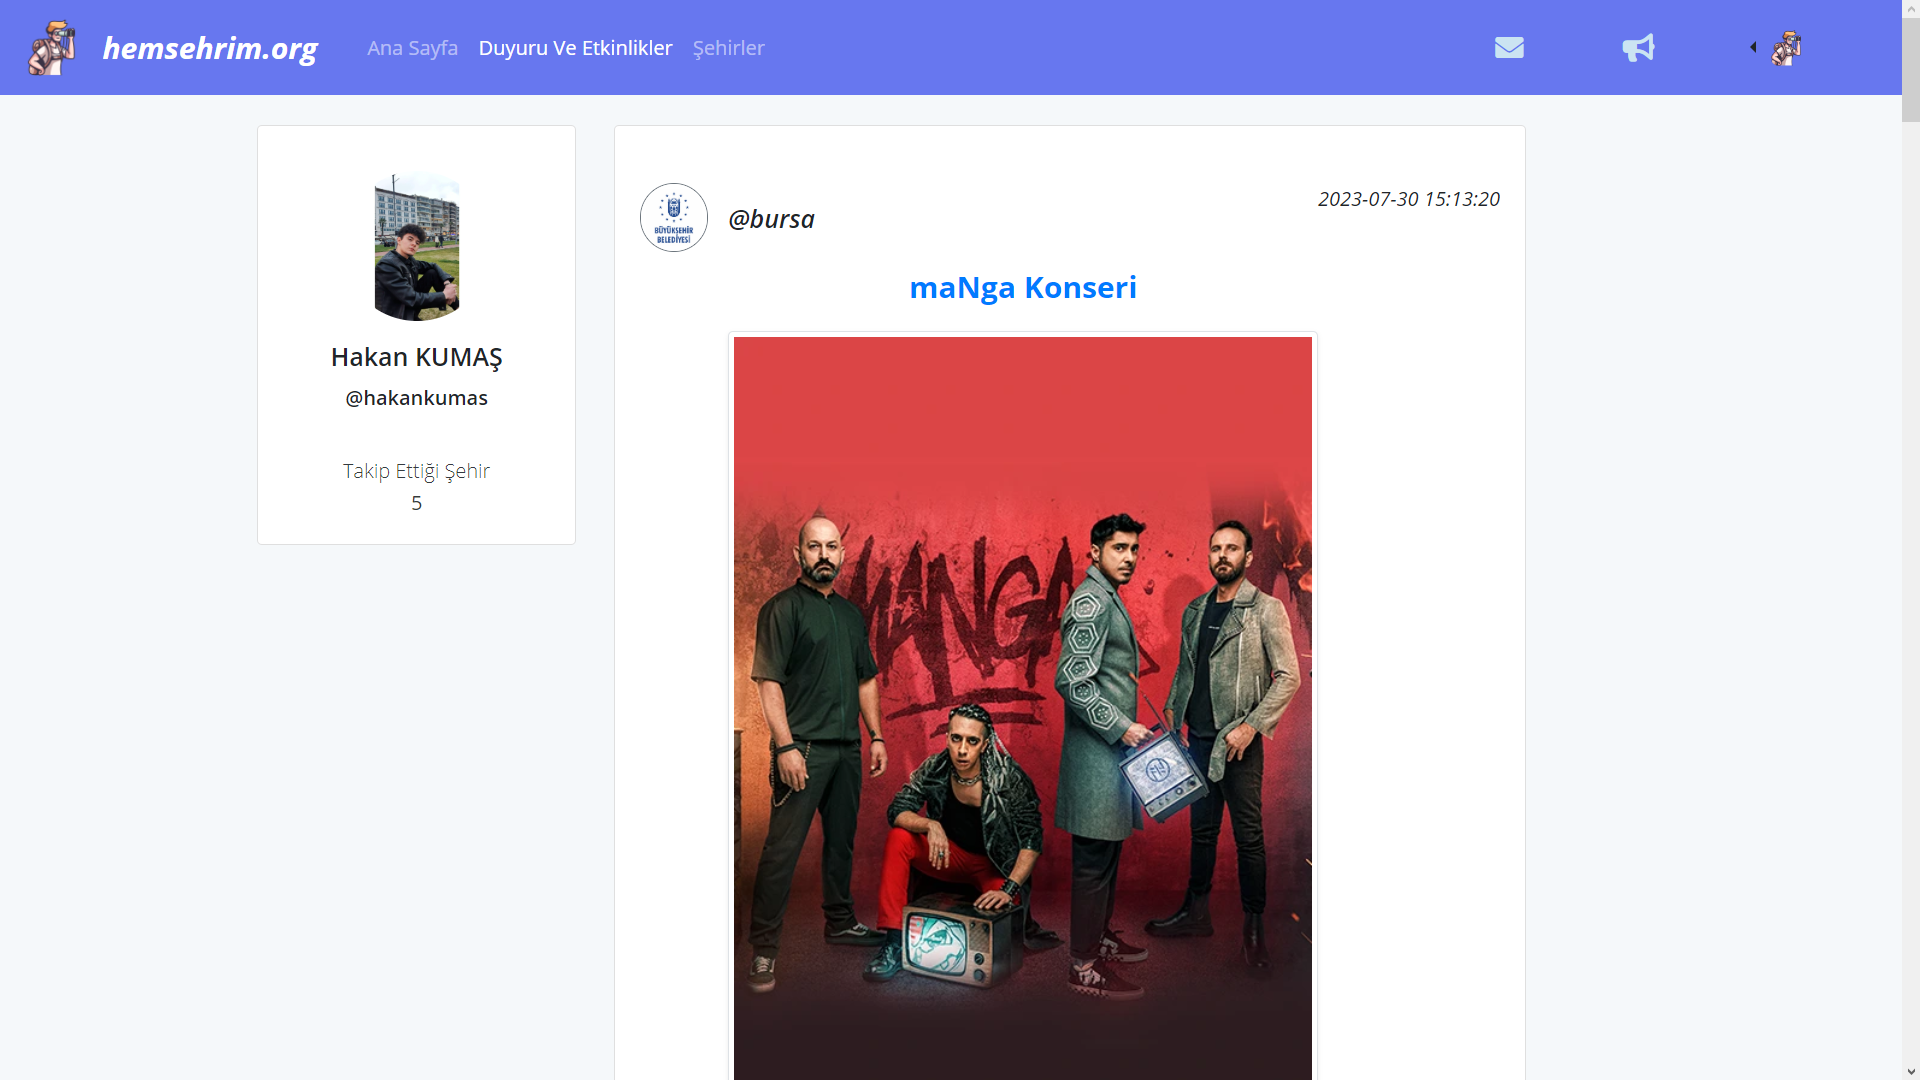 hemsehrim.org
Ana Sayfa
Duyuru Ve Etkinlikler
Şehirler
Hakan KUMAŞ
@hakankumas
Takip Ettiği Şehir
5
BÜYÜKŞEHİR
BELEDİYESİ
@bursa
2023-07-30 15:13:20
maNga Konseri
MANGA